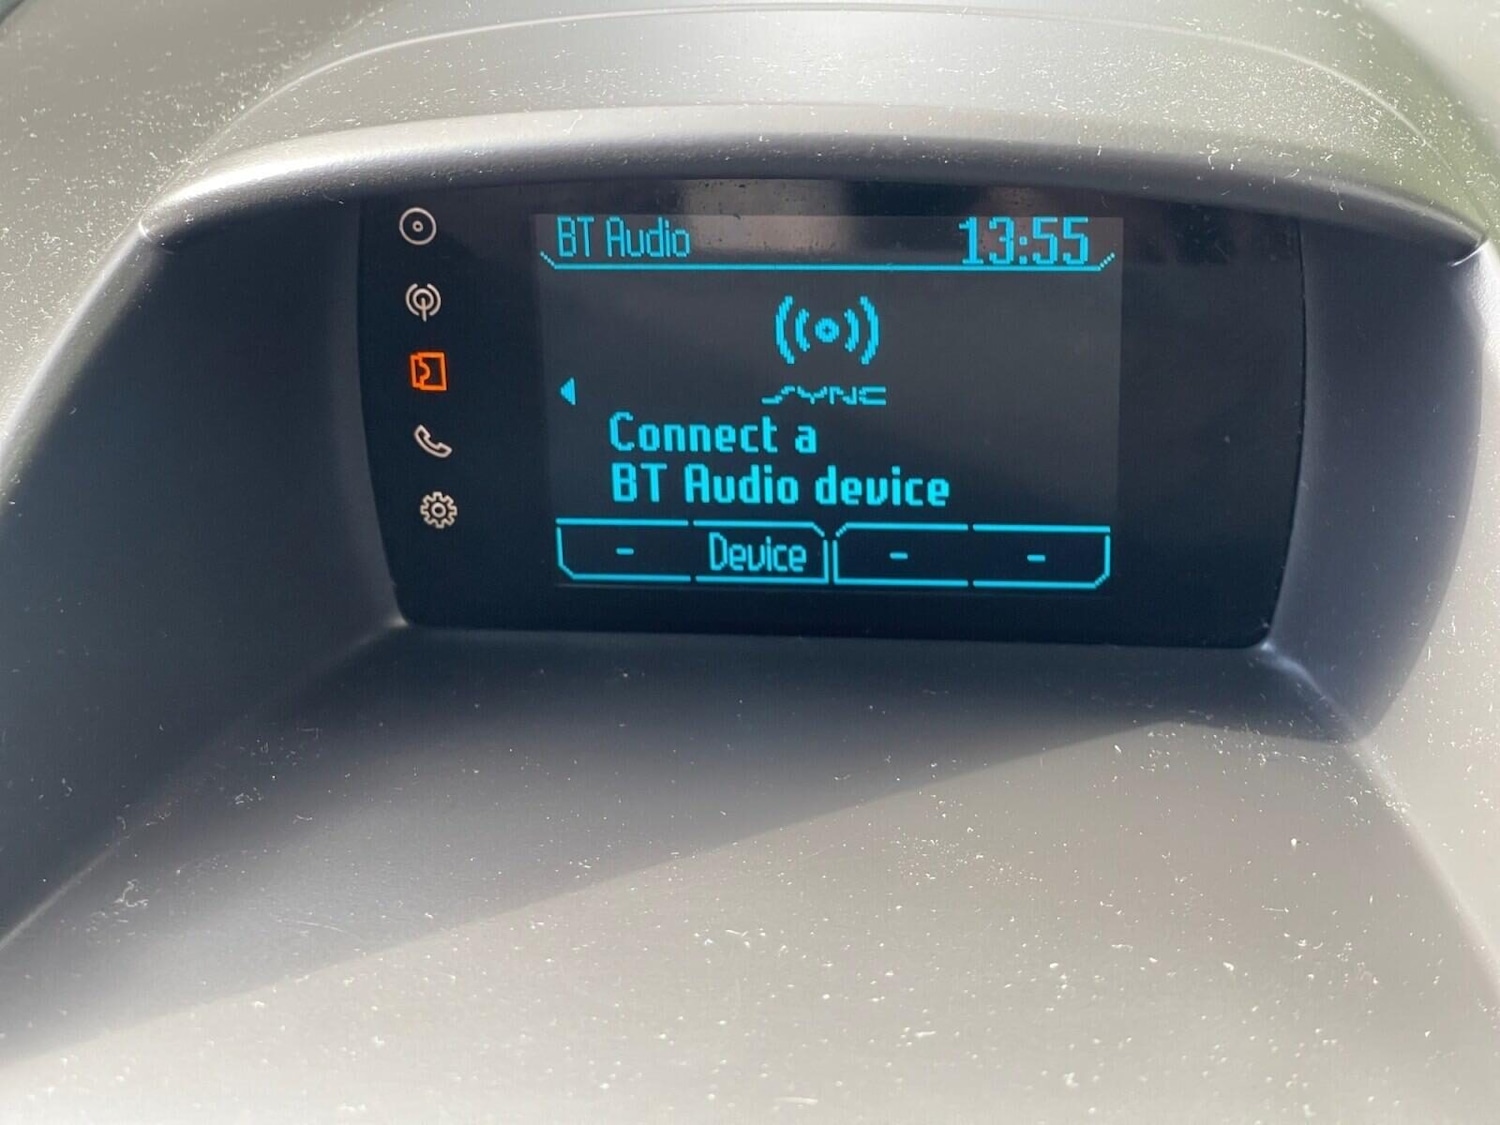 BT Audio 13:55
SYNC
Connect a
BT Audio device
- Device - -